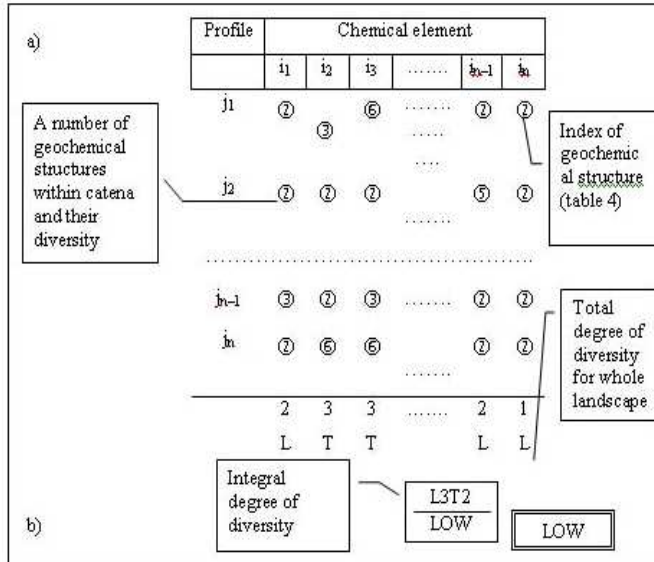 a)
Profile Chemical element
i1 i2 i3 ....... in-1 in
j1 ② ⑥ ....... ② ②
③ .....
....
j2 ② ② ② ....... ⑤ ②
.......
A number of
geochemical
structures
within catena
and their
diversity
Index of
geochemic
al structure
(table 4)
..............................................
jn-1 ③ ② ③ ....... ② ②
jn ② ⑥ ⑥ ② ②
.......
2 3 3 ....... 2 1
L T T L L
Total
degree of
diversity
for whole
landscape
Integral
degree of
diversity
L3T2
LOW
LOW
b)